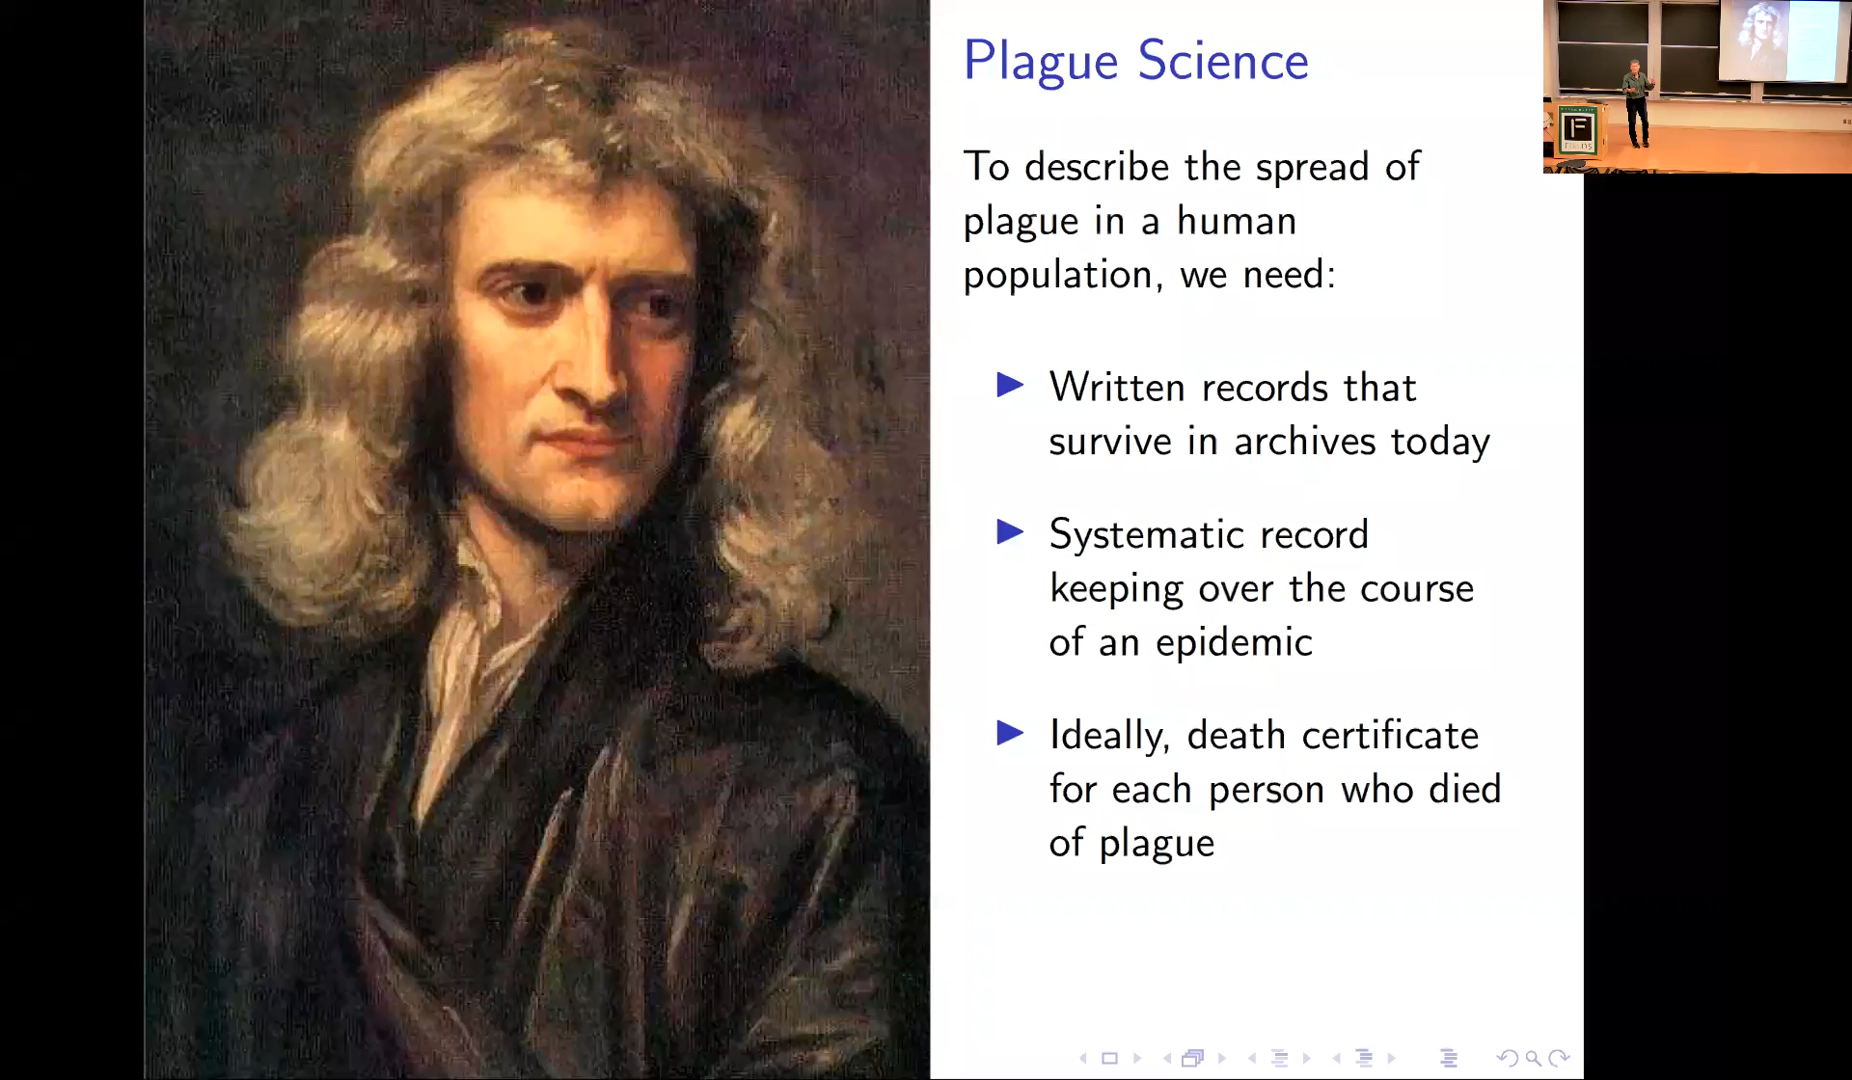 Plague Science
To describe the spread of
plague in a human
population, we need:
Written records that
survive in archives today
Systematic record
keeping over the course
of an epidemic
Ideally, death certificate
for each person who died
of plague
F
FIELDS